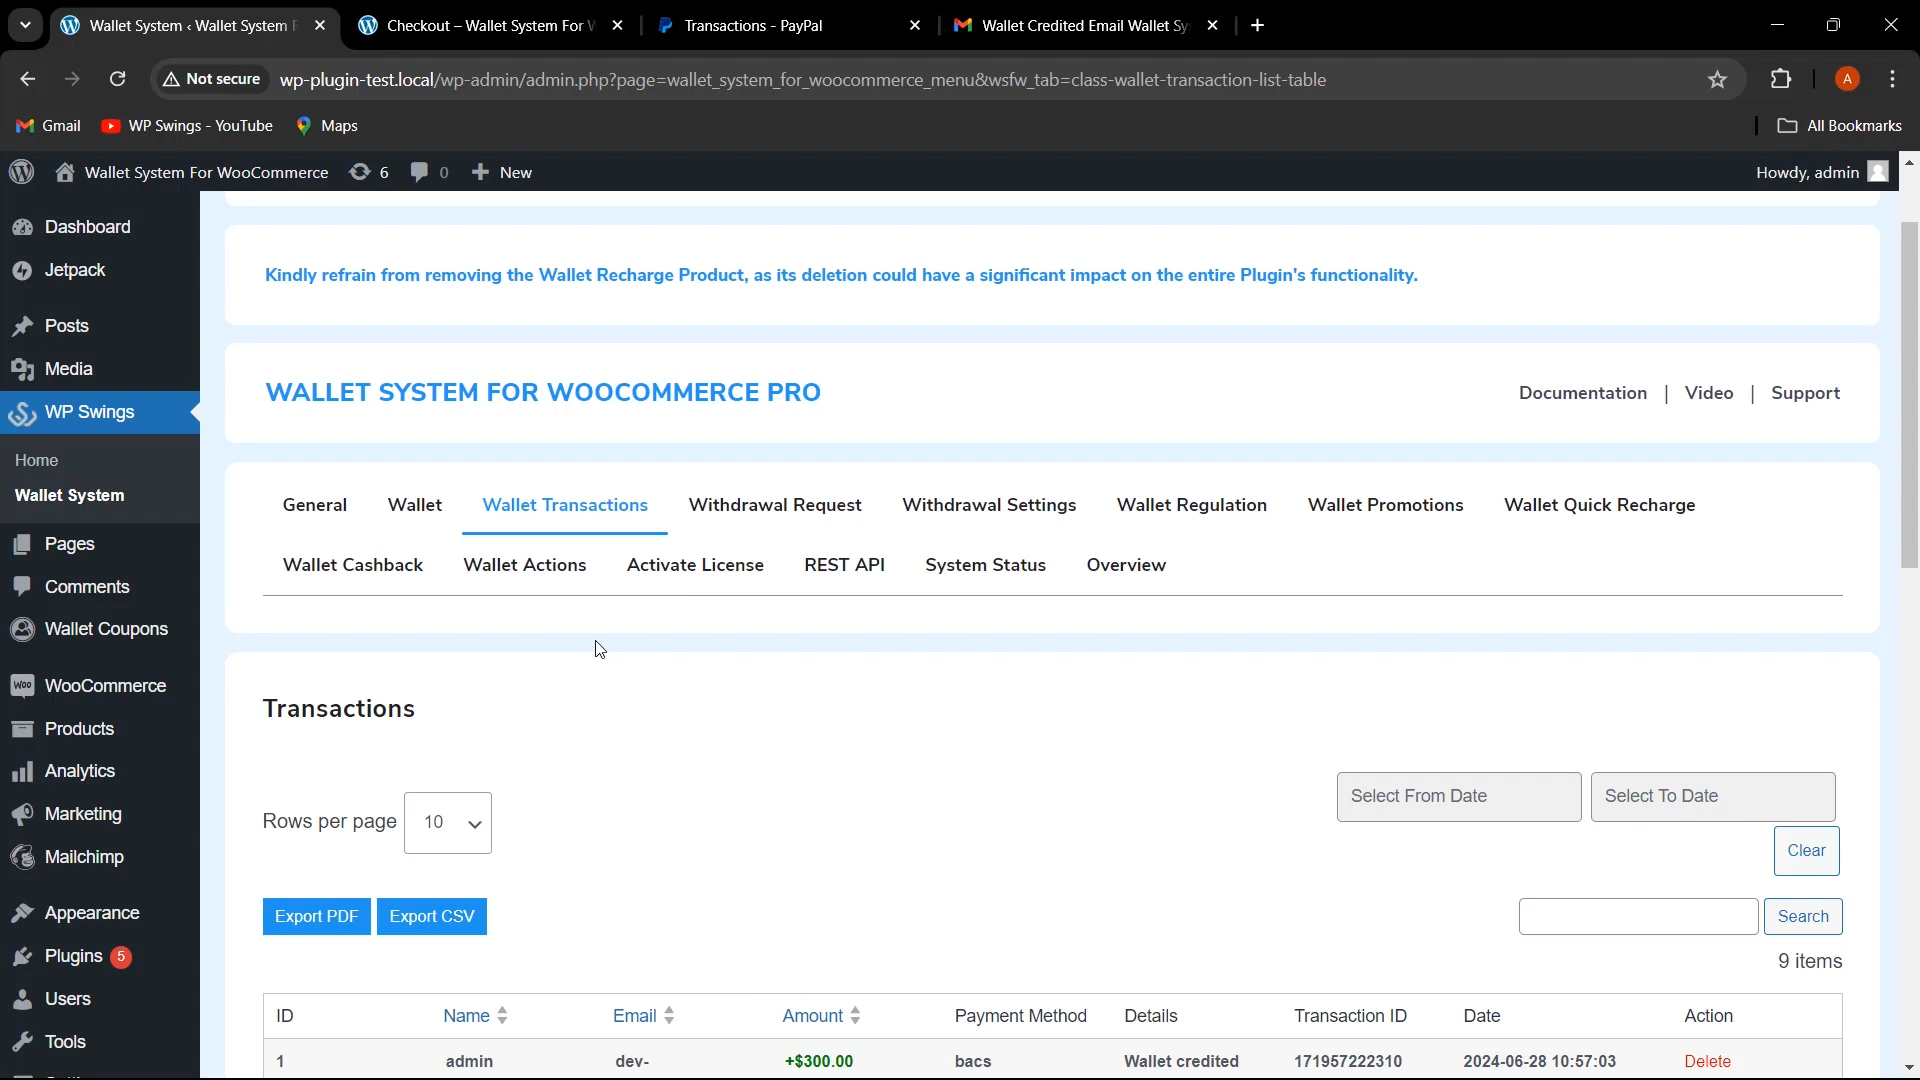 Wallet System ‹ Wallet System F
Checkout – Wallet System For W
Transactions - PayPal
Wallet Credited Email Wallet Sy
Not secure
wp-plugin-test.local/wp-admin/admin.php?page=wallet_system_for_woocommerce_menu&wsfw_tab=class-wallet-transaction-list-table
A
Gmail
WP Swings - YouTube
Maps
All Bookmarks
Wallet System For WooCommerce
6
0
New
Howdy, admin
Dashboard
Jetpack
Posts
Media
WP Swings
Home
Wallet System
Pages
Comments
Wallet Coupons
WooCommerce
Products
Analytics
Marketing
Mailchimp
Appearance
Plugins 5
Users
Tools
Kindly refrain from removing the Wallet Recharge Product, as its deletion could have a significant impact on the entire Plugin's functionality.
WALLET SYSTEM FOR WOOCOMMERCE PRO
Documentation | Video | Support
General Wallet Wallet Transactions Withdrawal Request Withdrawal Settings Wallet Regulation Wallet Promotions Wallet Quick Recharge
Wallet Cashback Wallet Actions Activate License REST API System Status Overview
Transactions
Rows per page 10
Select From Date Select To Date
Clear
Export PDF Export CSV
Search
9 items
ID Name Email Amount Payment Method Details Transaction ID Date Action
1 admin dev- +$300.00 bacs Wallet credited 171957222310 2024-06-28 10:57:03 Delete